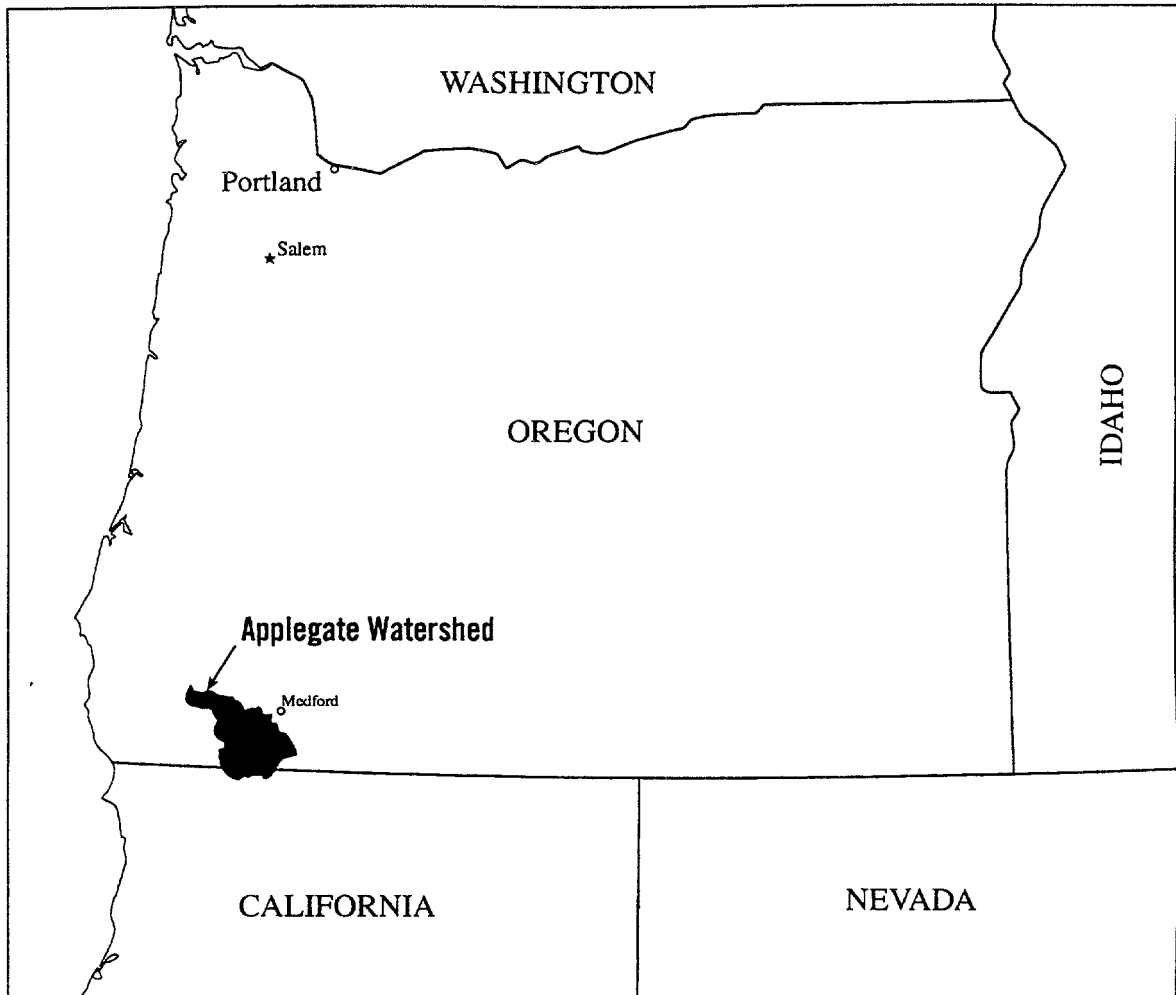 WASHINGTON
Portland
Salem
IDAHO
OREGON
Applegate Watershed
Medford
CALIFORNIA
NEVADA